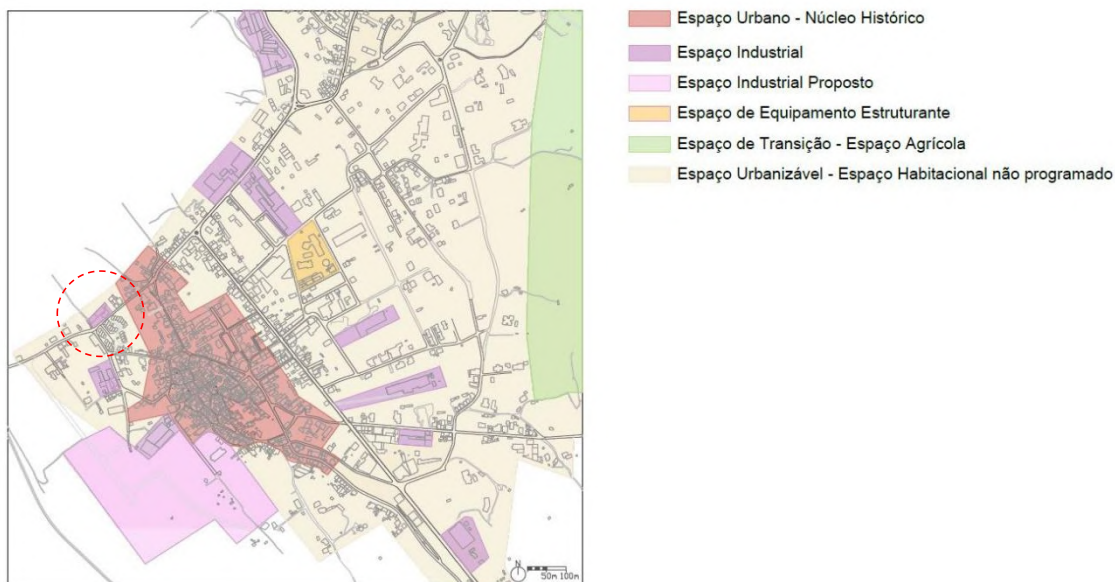 Espaço Urbano - Núcleo Histórico
Espaço Industrial
Espaço Industrial Proposto
Espaço de Equipamento Estruturante
Espaço de Transição - Espaço Agrícola
Espaço Urbanizável - Espaço Habitacional não programado
N
50m 100m